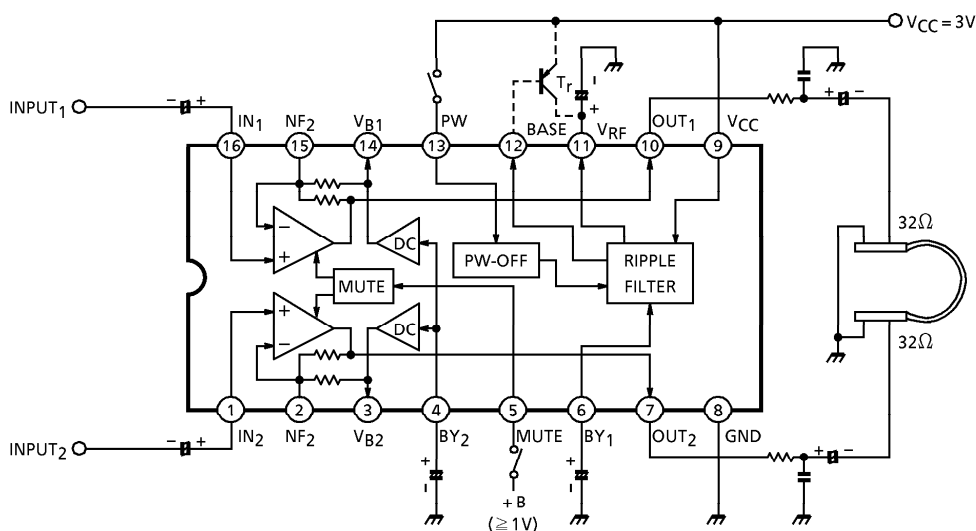 V_CC = 3V
T_r
INPUT_1
− +
IN_1
NF_2
V_B1
PW
BASE
V_RF
OUT_1
V_CC
+ −
16
15
14
13
12
11
10
9
−
+
DC
PW-OFF
RIPPLE
FILTER
MUTE
32Ω
+
−
DC
32Ω
1
2
3
4
5
6
7
8
INPUT_2
− +
IN_2
NF_2
V_B2
BY_2
MUTE
BY_1
OUT_2
GND
+ −
+
+
+B
(≧1V)